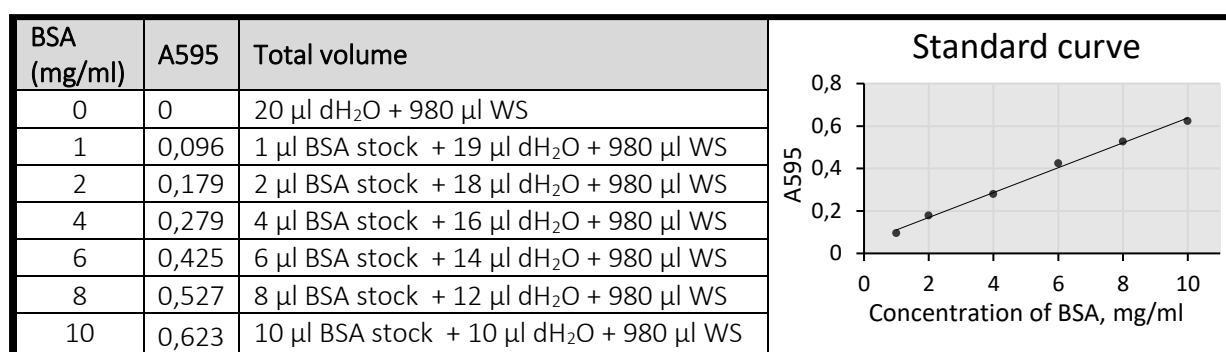 BSA (mg/ml) A595 Total volume
0 0 20 µl dH₂O + 980 µl WS
1 0,096 1 µl BSA stock + 19 µl dH₂O + 980 µl WS
2 0,179 2 µl BSA stock + 18 µl dH₂O + 980 µl WS
4 0,279 4 µl BSA stock + 16 µl dH₂O + 980 µl WS
6 0,425 6 µl BSA stock + 14 µl dH₂O + 980 µl WS
8 0,527 8 µl BSA stock + 12 µl dH₂O + 980 µl WS
10 0,623 10 µl BSA stock + 10 µl dH₂O + 980 µl WS
Standard curve
0,8
0,6
0,4
0,2
0
A595
0 2 4 6 8 10
Concentration of BSA, mg/ml